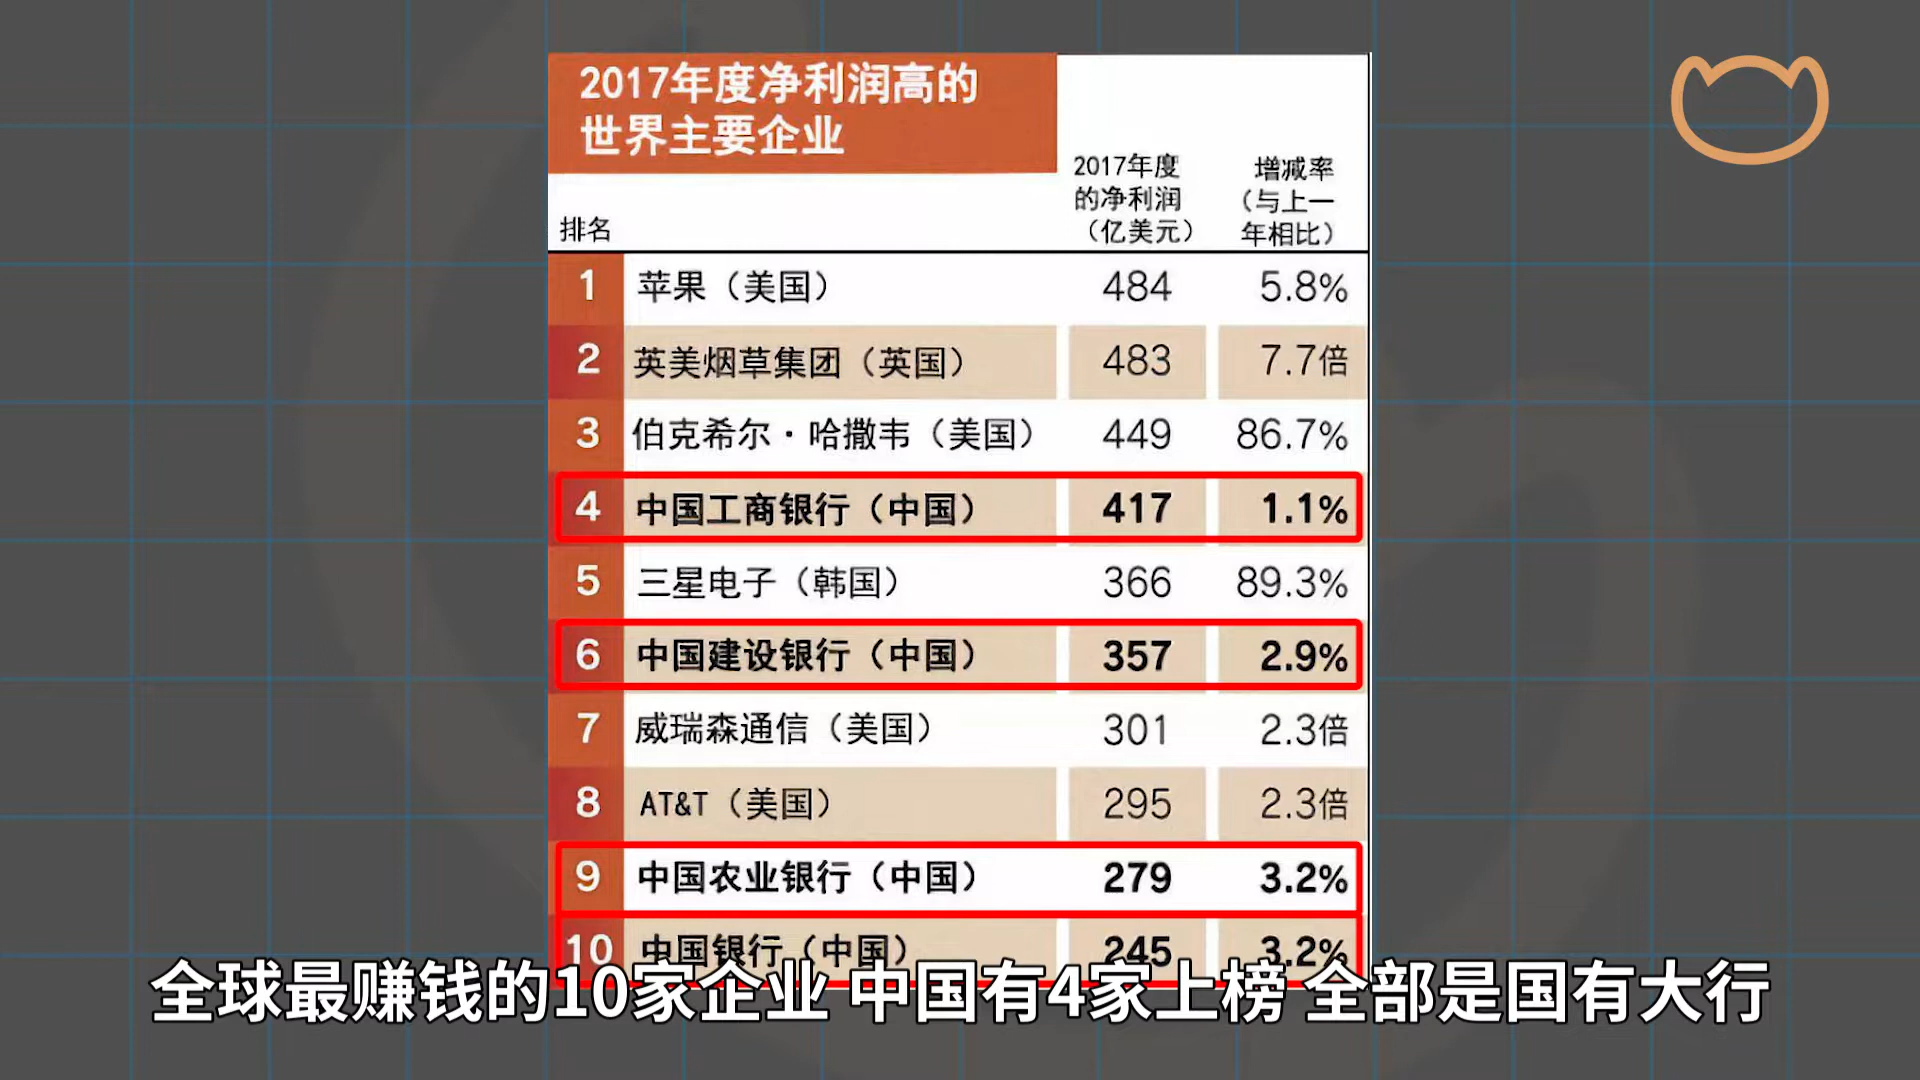 2017年度净利润高的
世界主要企业
排名
2017年度
的净利润
（亿美元）
增减率
（与上一
年相比）
1 苹果（美国） 484 5.8%
2 英美烟草集团（英国） 483 7.7倍
3 伯克希尔·哈撒韦（美国） 449 86.7%
4 中国工商银行（中国） 417 1.1%
5 三星电子（韩国） 366 89.3%
6 中国建设银行（中国） 357 2.9%
7 威瑞森通信（美国） 301 2.3倍
8 AT&T（美国） 295 2.3倍
9 中国农业银行（中国） 279 3.2%
10 中国银行（中国） 245 3.2%
全球最赚钱的10家企业 中国有4家上榜 全部是国有大行